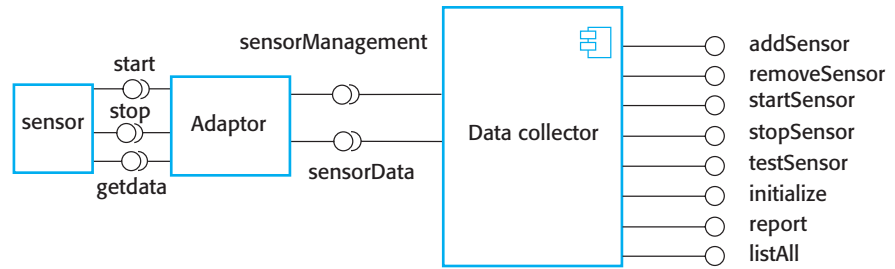 start
stop
getdata
sensor
Adaptor
sensorManagement
sensorData
Data collector
addSensor
removeSensor
startSensor
stopSensor
testSensor
initialize
report
listAll